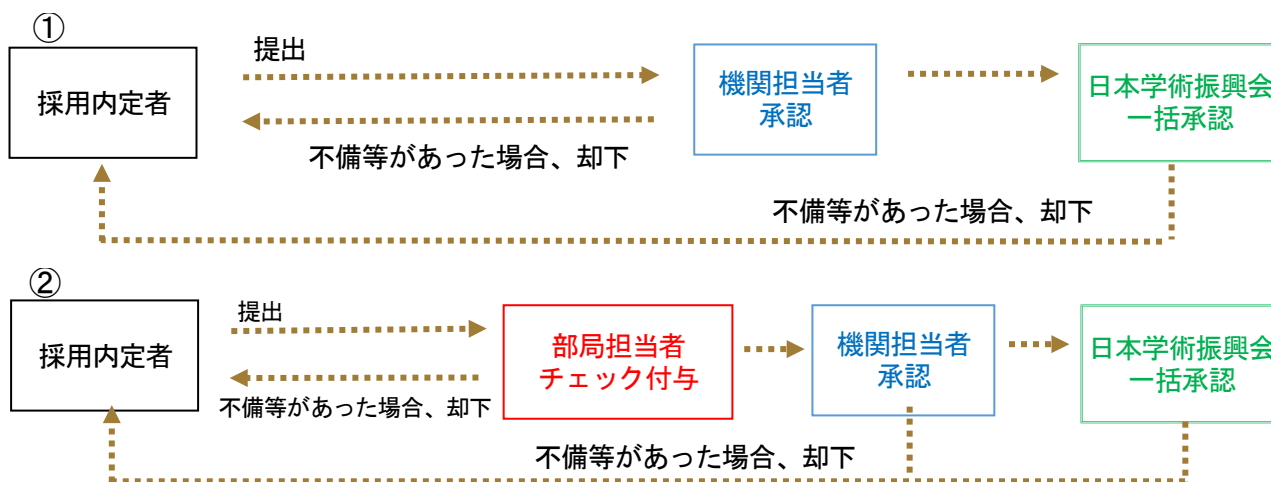 ①
採用内定者
提出
不備等があった場合、却下
機関担当者
承認
日本学術振興会
一括承認
不備等があった場合、却下
②
採用内定者
提出
不備等があった場合、却下
部局担当者
チェック付与
機関担当者
承認
日本学術振興会
一括承認
不備等があった場合、却下